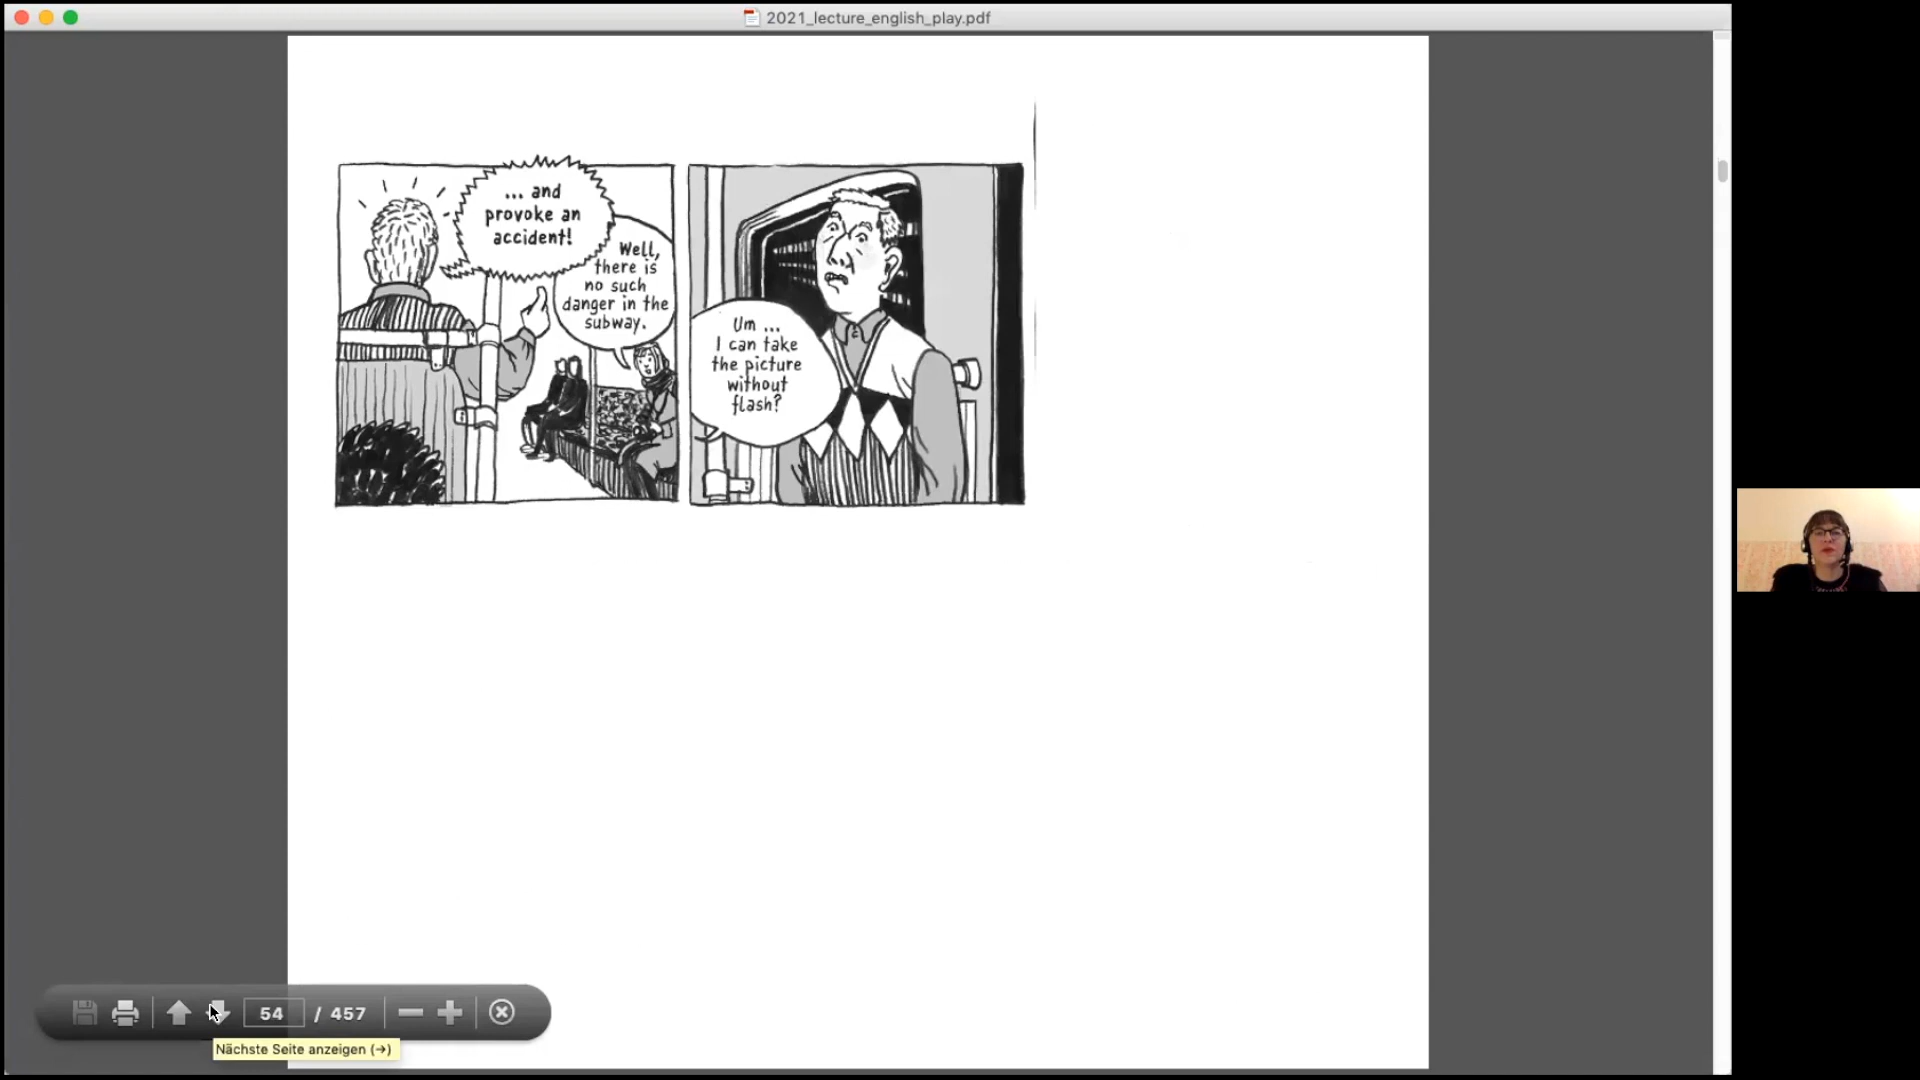 2021_lecture_english_play.pdf
... and
provoke an
accident!
Well,
there is
no such
danger in the
subway.
Um ...
I can take
the picture
without
flash?
54 / 457
Nächste Seite anzeigen (→)